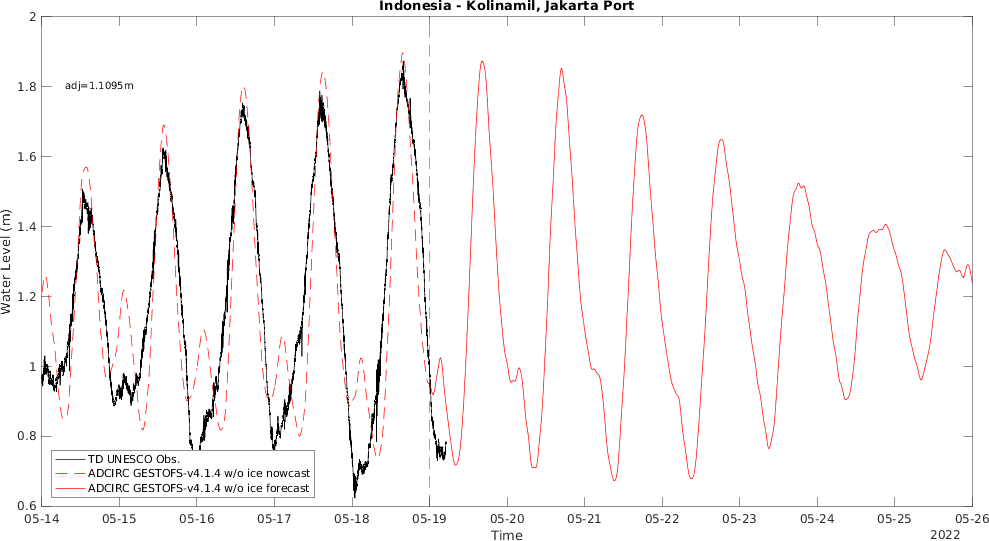 Indonesia - Kolinamil, Jakarta Port
2
1.8
1.6
1.4
1.2
1
0.8
0.6
Water Level (m)
adj=1.1095m
TD UNESCO Obs.
ADCIRC GESTOFS-v4.1.4 w/o ice nowcast
ADCIRC GESTOFS-v4.1.4 w/o ice forecast
05-14 05-15 05-16 05-17 05-18 05-19 05-20 05-21 05-22 05-23 05-24 05-25 05-26
Time
2022